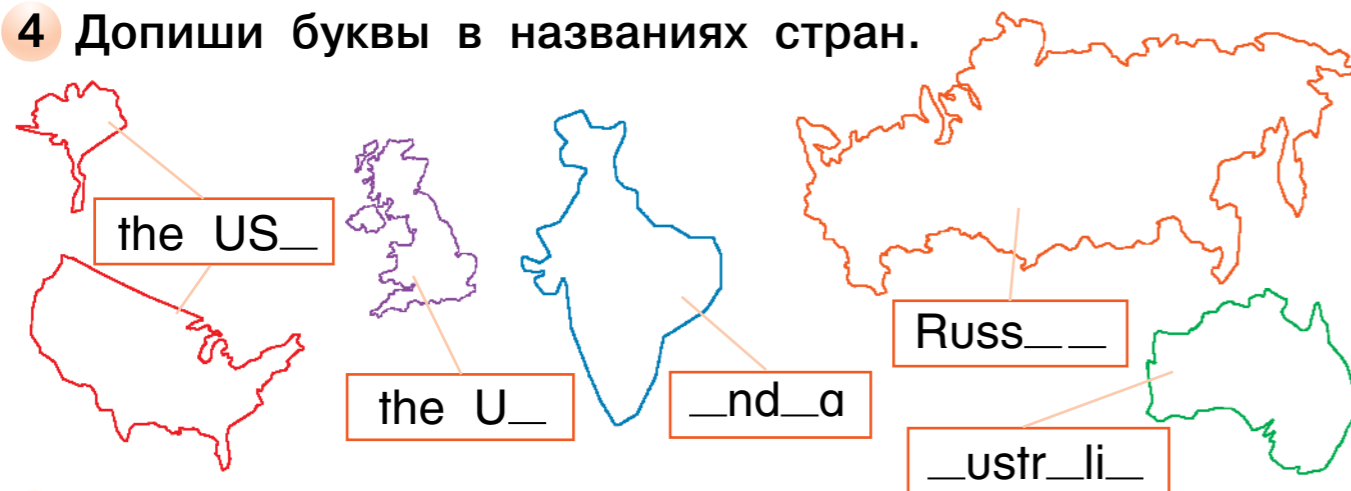 4 Допиши буквы в названиях стран.
the US_
the U_
_nd_a
Russ_ _
_ustr_li_